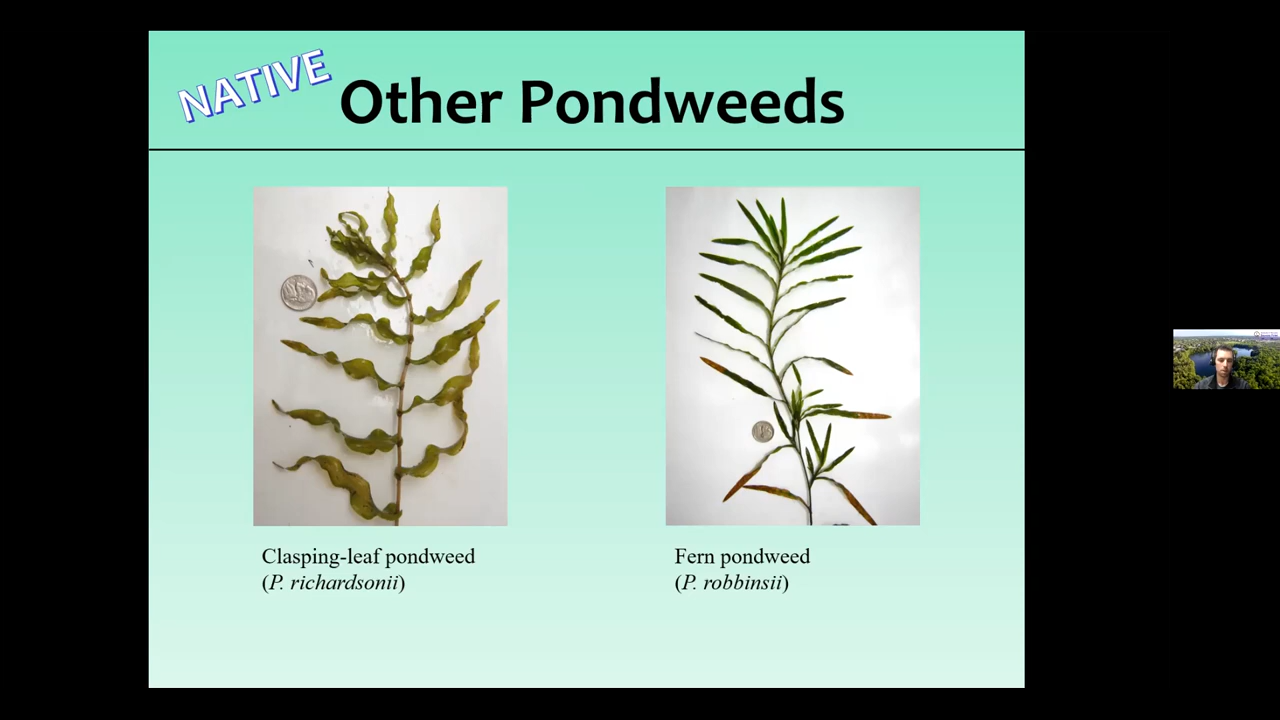 NATIVE
Other Pondweeds
Clasping-leaf pondweed
(P. richardsonii)
Fern pondweed
(P. robbinsii)